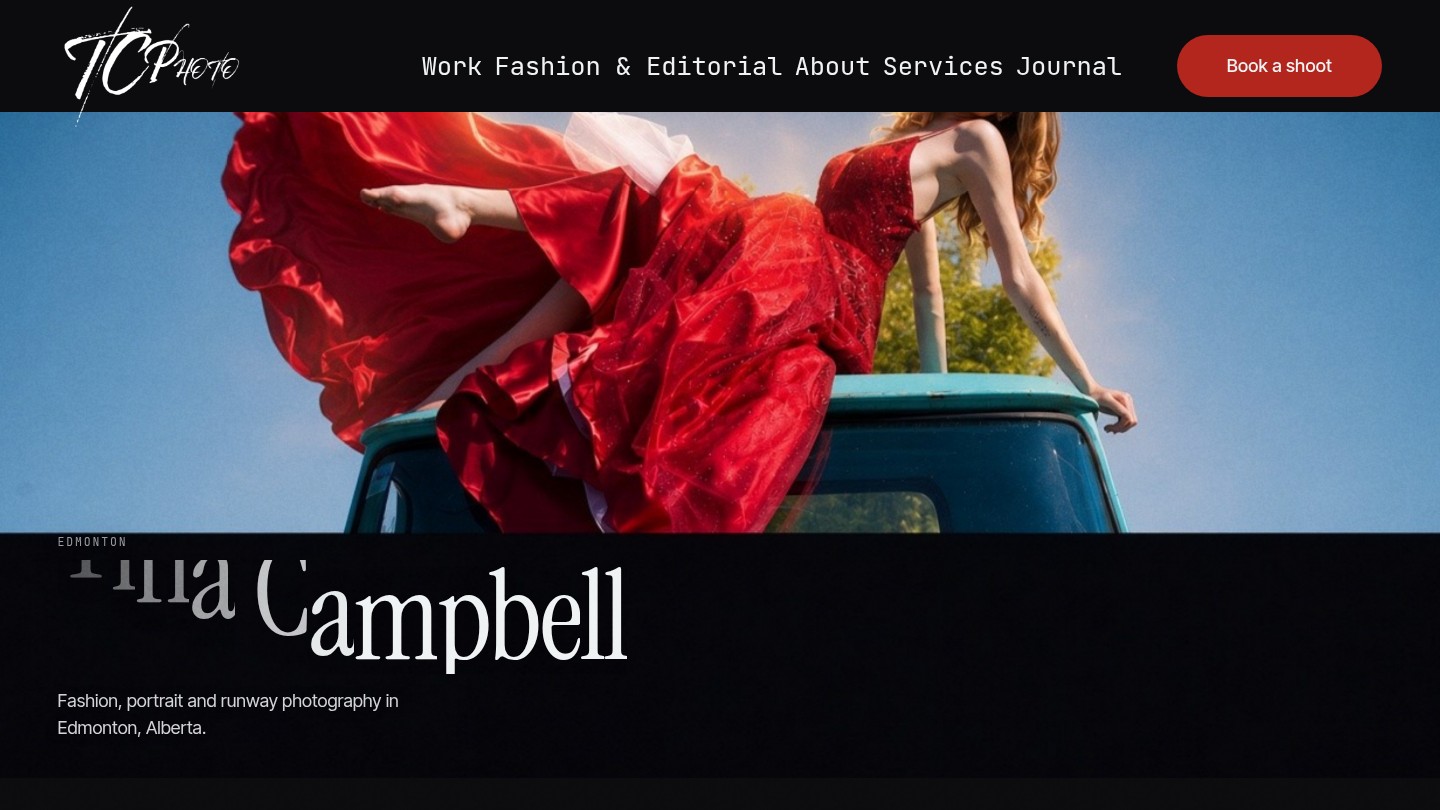 TCPHOTO
Work Fashion & Editorial About Services Journal
Book a shoot
EDMONTON
Tina Campbell
Fashion, portrait and runway photography in
Edmonton, Alberta.